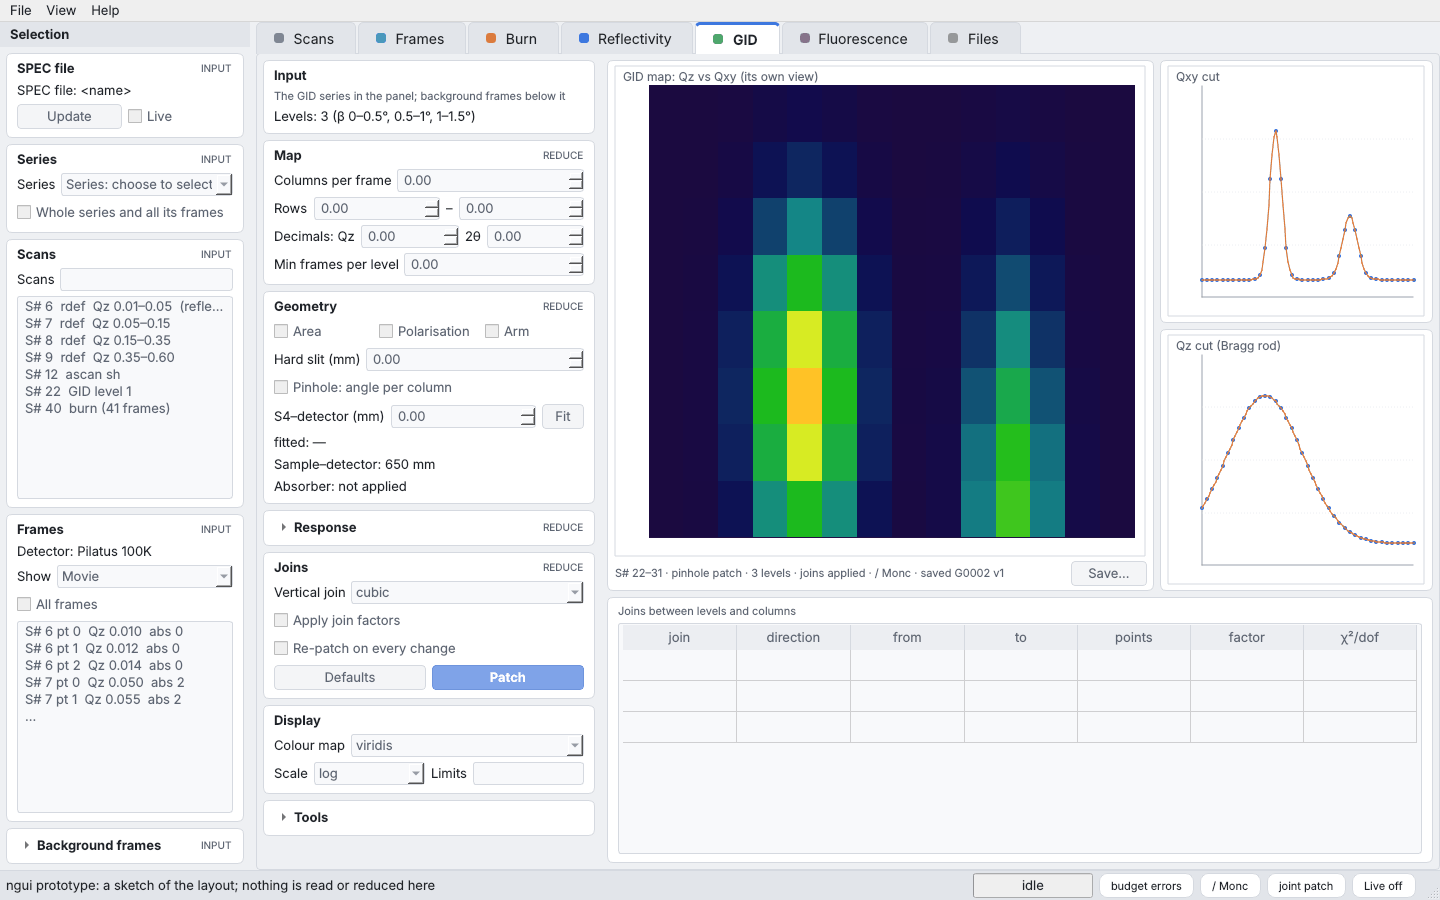 File View Help
Selection
SPEC file INPUT
SPEC file: <name>
Update Live
Series INPUT
Series Series: choose to select
Whole series and all its frames
Scans INPUT
Scans
S# 6 rdef Qz 0.01–0.05 (refle...
S# 7 rdef Qz 0.05–0.15
S# 8 rdef Qz 0.15–0.35
S# 9 rdef Qz 0.35–0.60
S# 12 ascan sh
S# 22 GID level 1
S# 40 burn (41 frames)
Frames INPUT
Detector: Pilatus 100K
Show Movie
All frames
S# 6 pt 0 Qz 0.010 abs 0
S# 6 pt 1 Qz 0.012 abs 0
S# 6 pt 2 Qz 0.014 abs 0
S# 7 pt 0 Qz 0.050 abs 2
S# 7 pt 1 Qz 0.055 abs 2
...
Background frames INPUT
Scans Frames Burn Reflectivity GID Fluorescence Files
Input
The GID series in the panel; background frames below it
Levels: 3 (β 0–0.5°, 0.5–1°, 1–1.5°)
Map REDUCE
Columns per frame 0.00
Rows 0.00 – 0.00
Decimals: Qz 0.00 2θ 0.00
Min frames per level 0.00
Geometry REDUCE
Area Polarisation Arm
Hard slit (mm) 0.00
Pinhole: angle per column
S4–detector (mm) 0.00 Fit
fitted: —
Sample–detector: 650 mm
Absorber: not applied
Response REDUCE
Joins REDUCE
Vertical join cubic
Apply join factors
Re-patch on every change
Defaults Patch
Display
Colour map viridis
Scale log Limits
Tools
GID map: Qz vs Qxy (its own view)
S# 22–31 · pinhole patch · 3 levels · joins applied · / Monc · saved G0002 v1 Save...
Qxy cut
Qz cut (Bragg rod)
Joins between levels and columns
join direction from to points factor χ²/dof
ngui prototype: a sketch of the layout; nothing is read or reduced here
idle budget errors / Monc joint patch Live off